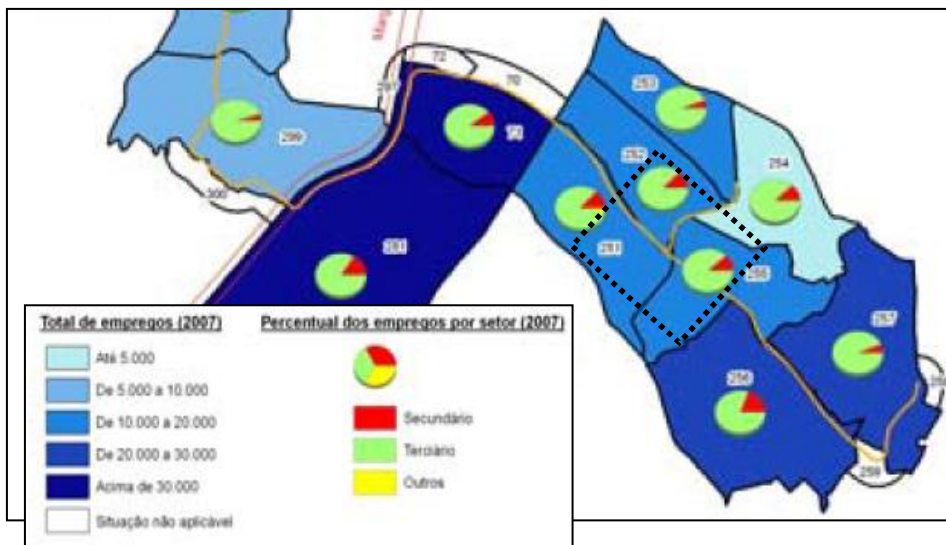 72
70
253
299
73
252
254
300
281
251
255
257
256
259
Total de empregos (2007)
Até 5.000
De 5.000 a 10.000
De 10.000 a 20.000
De 20.000 a 30.000
Acima de 30.000
Situação não aplicável
Percentual dos empregos por setor (2007)
Secundário
Terciário
Outros